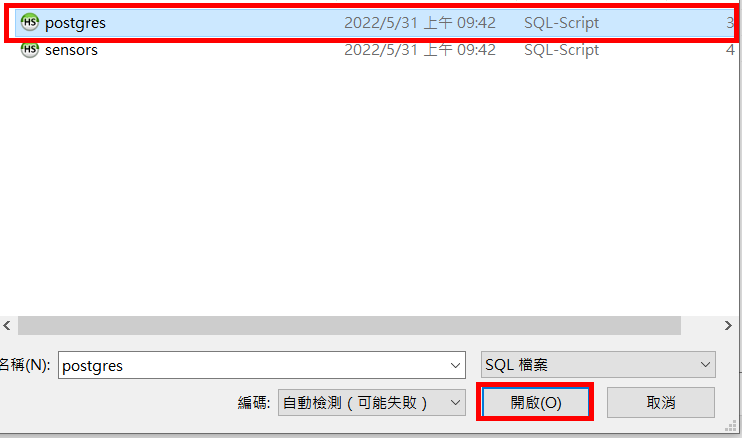 HS postgres 2022/5/31 上午 09:42 SQL-Script 3
HS sensors 2022/5/31 上午 09:42 SQL-Script 4
名稱(N): postgres SQL 檔案
編碼: 自動檢測（可能失敗） 開啟(O) 取消